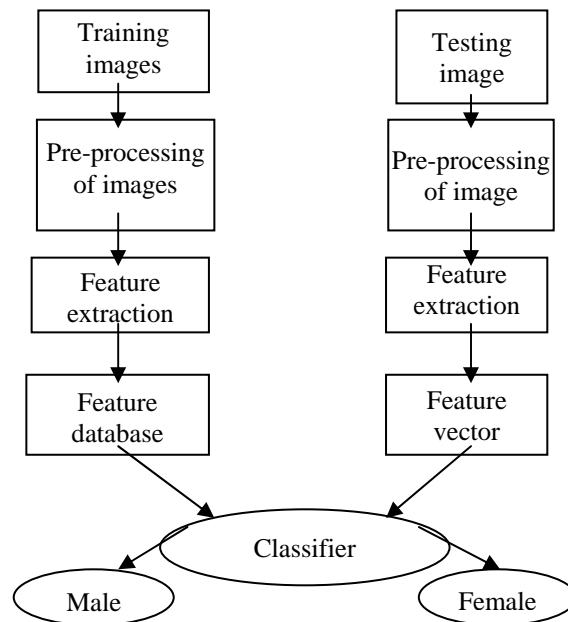 Training
images
Pre-processing
of images
Feature
extraction
Feature
database
Testing
image
Pre-processing
of image
Feature
extraction
Feature
vector
Classifier
Male
Female